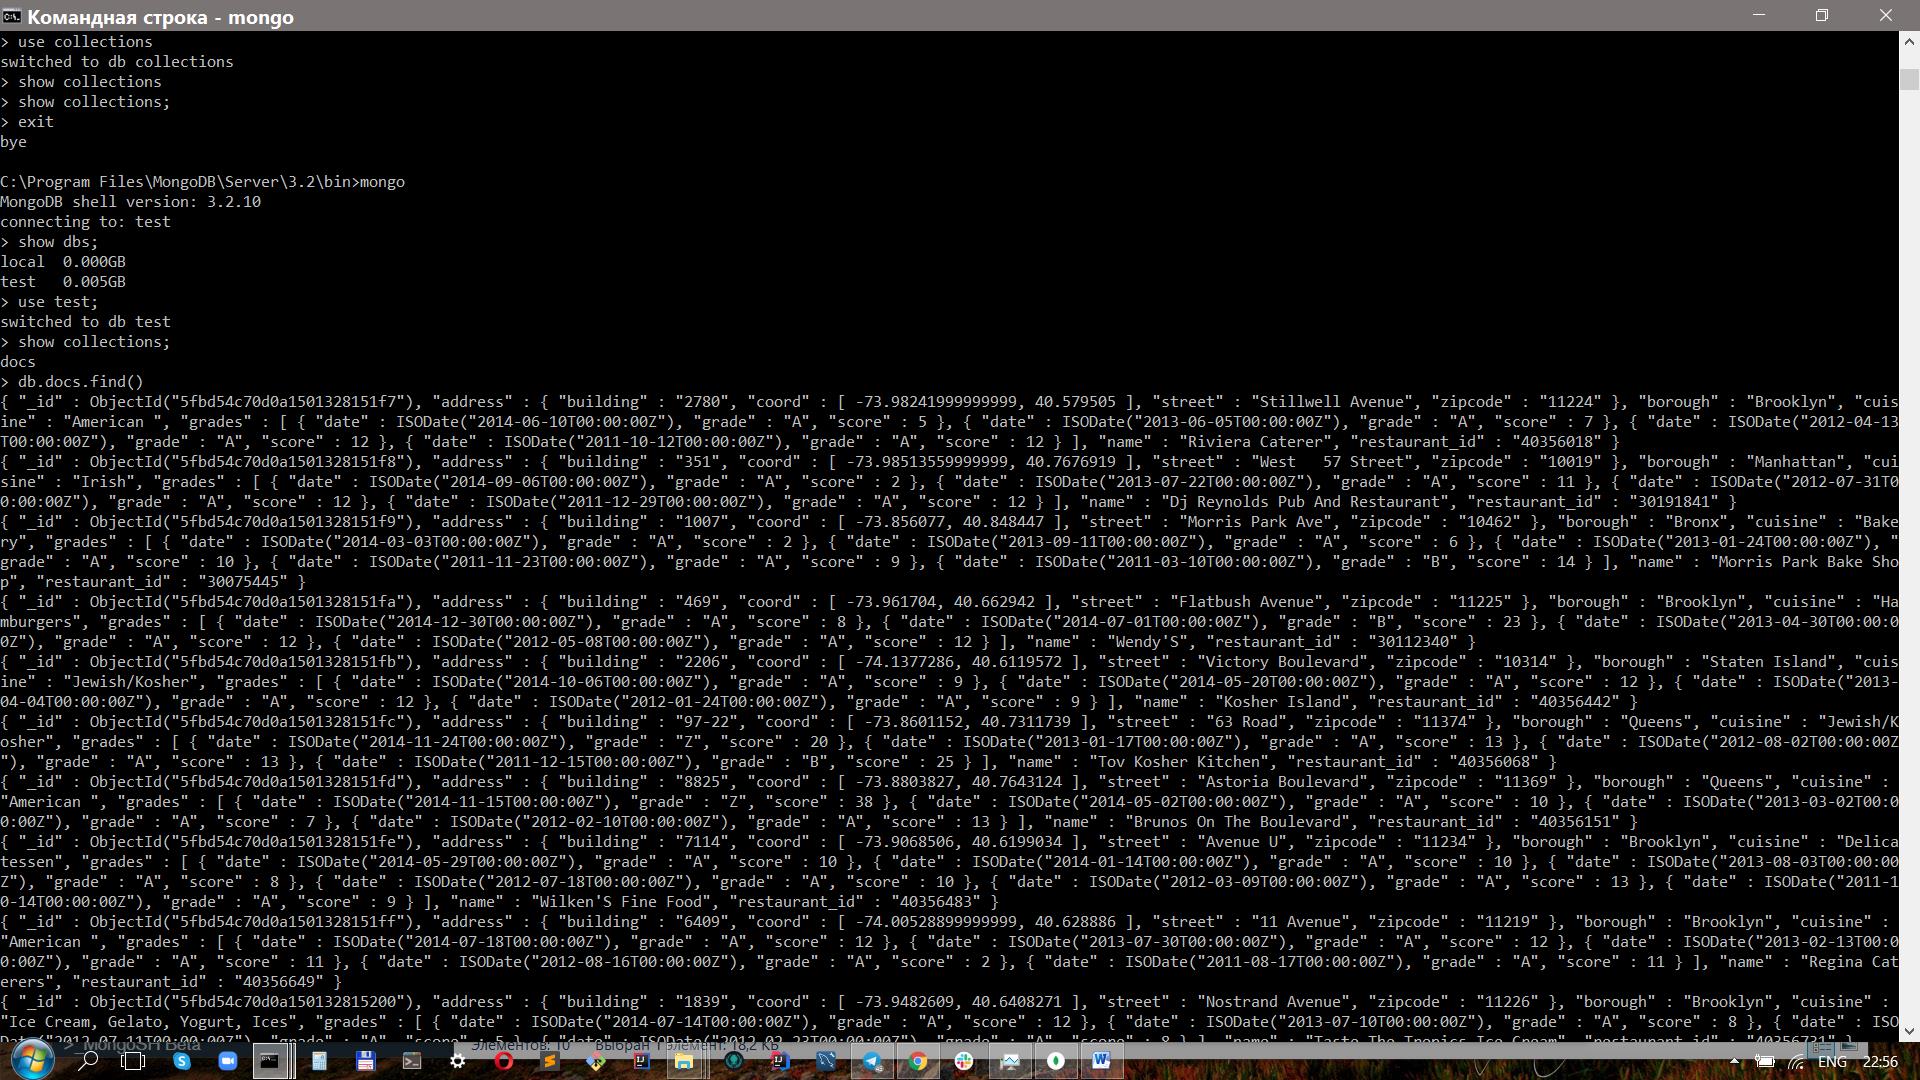 Командная строка - mongo
> use collections
switched to db collections
> show collections
> show collections;
> exit
bye
C:\Program Files\MongoDB\Server\3.2\bin>mongo
MongoDB shell version: 3.2.10
connecting to: test
> show dbs;
local  0.000GB
test   0.005GB
> use test;
switched to db test
> show collections;
docs
> db.docs.find()
{ "_id" : ObjectId("5fbd54c70d0a1501328151f7"), "address" : { "building" : "2780", "coord" : [ -73.98241999999999, 40.579505 ], "street" : "Stillwell Avenue", "zipcode" : "11224" }, "borough" : "Brooklyn", "cuis
ine" : "American ", "grades" : [ { "date" : ISODate("2014-06-10T00:00:00Z"), "grade" : "A", "score" : 5 }, { "date" : ISODate("2013-06-05T00:00:00Z"), "grade" : "A", "score" : 7 }, { "date" : ISODate("2012-04-13
T00:00:00Z"), "grade" : "A", "score" : 12 }, { "date" : ISODate("2011-10-12T00:00:00Z"), "grade" : "A", "score" : 12 } ], "name" : "Riviera Caterer", "restaurant_id" : "40356018" }
{ "_id" : ObjectId("5fbd54c70d0a1501328151f8"), "address" : { "building" : "351", "coord" : [ -73.98513559999999, 40.7676919 ], "street" : "West   57 Street", "zipcode" : "10019" }, "borough" : "Manhattan", "cui
sine" : "Irish", "grades" : [ { "date" : ISODate("2014-09-06T00:00:00Z"), "grade" : "A", "score" : 2 }, { "date" : ISODate("2013-07-22T00:00:00Z"), "grade" : "A", "score" : 11 }, { "date" : ISODate("2012-07-31T0
0:00:00Z"), "grade" : "A", "score" : 12 }, { "date" : ISODate("2011-12-29T00:00:00Z"), "grade" : "A", "score" : 12 } ], "name" : "Dj Reynolds Pub And Restaurant", "restaurant_id" : "30191841" }
{ "_id" : ObjectId("5fbd54c70d0a1501328151f9"), "address" : { "building" : "1007", "coord" : [ -73.856077, 40.848447 ], "street" : "Morris Park Ave", "zipcode" : "10462" }, "borough" : "Bronx", "cuisine" : "Bake
ry", "grades" : [ { "date" : ISODate("2014-03-03T00:00:00Z"), "grade" : "A", "score" : 2 }, { "date" : ISODate("2013-09-11T00:00:00Z"), "grade" : "A", "score" : 6 }, { "date" : ISODate("2013-01-24T00:00:00Z"), "
grade" : "A", "score" : 10 }, { "date" : ISODate("2011-11-23T00:00:00Z"), "grade" : "A", "score" : 9 }, { "date" : ISODate("2011-03-10T00:00:00Z"), "grade" : "B", "score" : 14 } ], "name" : "Morris Park Bake Sho
p", "restaurant_id" : "30075445" }
{ "_id" : ObjectId("5fbd54c70d0a1501328151fa"), "address" : { "building" : "469", "coord" : [ -73.961704, 40.662942 ], "street" : "Flatbush Avenue", "zipcode" : "11225" }, "borough" : "Brooklyn", "cuisine" : "Ha
mburgers", "grades" : [ { "date" : ISODate("2014-12-30T00:00:00Z"), "grade" : "A", "score" : 8 }, { "date" : ISODate("2014-07-01T00:00:00Z"), "grade" : "B", "score" : 23 }, { "date" : ISODate("2013-04-30T00:00:0
0Z"), "grade" : "A", "score" : 12 }, { "date" : ISODate("2012-05-08T00:00:00Z"), "grade" : "A", "score" : 12 } ], "name" : "Wendy'S", "restaurant_id" : "30112340" }
{ "_id" : ObjectId("5fbd54c70d0a1501328151fb"), "address" : { "building" : "2206", "coord" : [ -74.1377286, 40.6119572 ], "street" : "Victory Boulevard", "zipcode" : "10314" }, "borough" : "Staten Island", "cuis
ine" : "Jewish/Kosher", "grades" : [ { "date" : ISODate("2014-10-06T00:00:00Z"), "grade" : "A", "score" : 9 }, { "date" : ISODate("2014-05-20T00:00:00Z"), "grade" : "A", "score" : 12 }, { "date" : ISODate("2013-
04-04T00:00:00Z"), "grade" : "A", "score" : 12 }, { "date" : ISODate("2012-01-24T00:00:00Z"), "grade" : "A", "score" : 9 } ], "name" : "Kosher Island", "restaurant_id" : "40356442" }
{ "_id" : ObjectId("5fbd54c70d0a1501328151fc"), "address" : { "building" : "97-22", "coord" : [ -73.8601152, 40.7311739 ], "street" : "63 Road", "zipcode" : "11374" }, "borough" : "Queens", "cuisine" : "Jewish/K
osher", "grades" : [ { "date" : ISODate("2014-11-24T00:00:00Z"), "grade" : "Z", "score" : 20 }, { "date" : ISODate("2013-01-17T00:00:00Z"), "grade" : "A", "score" : 13 }, { "date" : ISODate("2012-08-02T00:00:00Z
"), "grade" : "A", "score" : 13 }, { "date" : ISODate("2011-12-15T00:00:00Z"), "grade" : "B", "score" : 25 } ], "name" : "Tov Kosher Kitchen", "restaurant_id" : "40356068" }
{ "_id" : ObjectId("5fbd54c70d0a1501328151fd"), "address" : { "building" : "8825", "coord" : [ -73.8803827, 40.7643124 ], "street" : "Astoria Boulevard", "zipcode" : "11369" }, "borough" : "Queens", "cuisine" :
"American ", "grades" : [ { "date" : ISODate("2014-11-15T00:00:00Z"), "grade" : "Z", "score" : 38 }, { "date" : ISODate("2014-05-02T00:00:00Z"), "grade" : "A", "score" : 10 }, { "date" : ISODate("2013-03-02T00:0
0:00Z"), "grade" : "A", "score" : 7 }, { "date" : ISODate("2012-02-10T00:00:00Z"), "grade" : "A", "score" : 13 } ], "name" : "Brunos On The Boulevard", "restaurant_id" : "40356151" }
{ "_id" : ObjectId("5fbd54c70d0a1501328151fe"), "address" : { "building" : "7114", "coord" : [ -73.9068506, 40.6199034 ], "street" : "Avenue U", "zipcode" : "11234" }, "borough" : "Brooklyn", "cuisine" : "Delica
tessen", "grades" : [ { "date" : ISODate("2014-05-29T00:00:00Z"), "grade" : "A", "score" : 10 }, { "date" : ISODate("2014-01-14T00:00:00Z"), "grade" : "A", "score" : 10 }, { "date" : ISODate("2013-08-03T00:00:00
Z"), "grade" : "A", "score" : 8 }, { "date" : ISODate("2012-07-18T00:00:00Z"), "grade" : "A", "score" : 10 }, { "date" : ISODate("2012-03-09T00:00:00Z"), "grade" : "A", "score" : 13 }, { "date" : ISODate("2011-1
0-14T00:00:00Z"), "grade" : "A", "score" : 9 } ], "name" : "Wilken'S Fine Food", "restaurant_id" : "40356483" }
{ "_id" : ObjectId("5fbd54c70d0a1501328151ff"), "address" : { "building" : "6409", "coord" : [ -74.00528899999999, 40.628886 ], "street" : "11 Avenue", "zipcode" : "11219" }, "borough" : "Brooklyn", "cuisine" :
"American ", "grades" : [ { "date" : ISODate("2014-07-18T00:00:00Z"), "grade" : "A", "score" : 12 }, { "date" : ISODate("2013-07-30T00:00:00Z"), "grade" : "A", "score" : 12 }, { "date" : ISODate("2013-02-13T00:0
0:00Z"), "grade" : "A", "score" : 11 }, { "date" : ISODate("2012-08-16T00:00:00Z"), "grade" : "A", "score" : 2 }, { "date" : ISODate("2011-08-17T00:00:00Z"), "grade" : "A", "score" : 11 } ], "name" : "Regina Cat
erers", "restaurant_id" : "40356649" }
{ "_id" : ObjectId("5fbd54c70d0a150132815200"), "address" : { "building" : "1839", "coord" : [ -73.9482609, 40.6408271 ], "street" : "Nostrand Avenue", "zipcode" : "11226" }, "borough" : "Brooklyn", "cuisine" :
"Ice Cream, Gelato, Yogurt, Ices", "grades" : [ { "date" : ISODate("2014-07-14T00:00:00Z"), "grade" : "A", "score" : 12 }, { "date" : ISODate("2013-07-10T00:00:00Z"), "grade" : "A", "score" : 8 }, { "date" : ISO
ENG 22:56